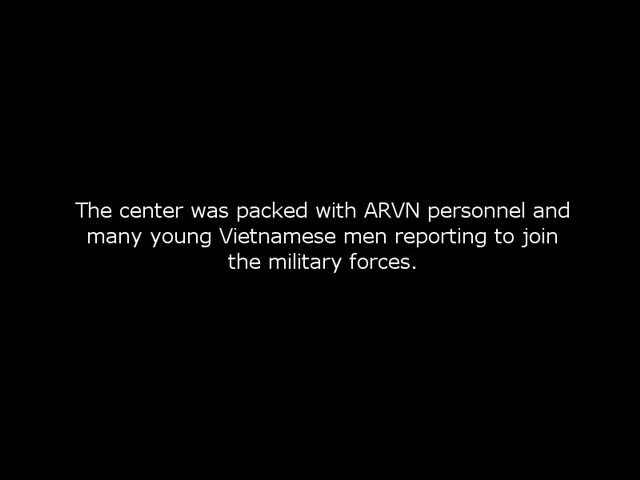 The center was packed with ARVN personnel and
many young Vietnamese men reporting to join
the military forces.